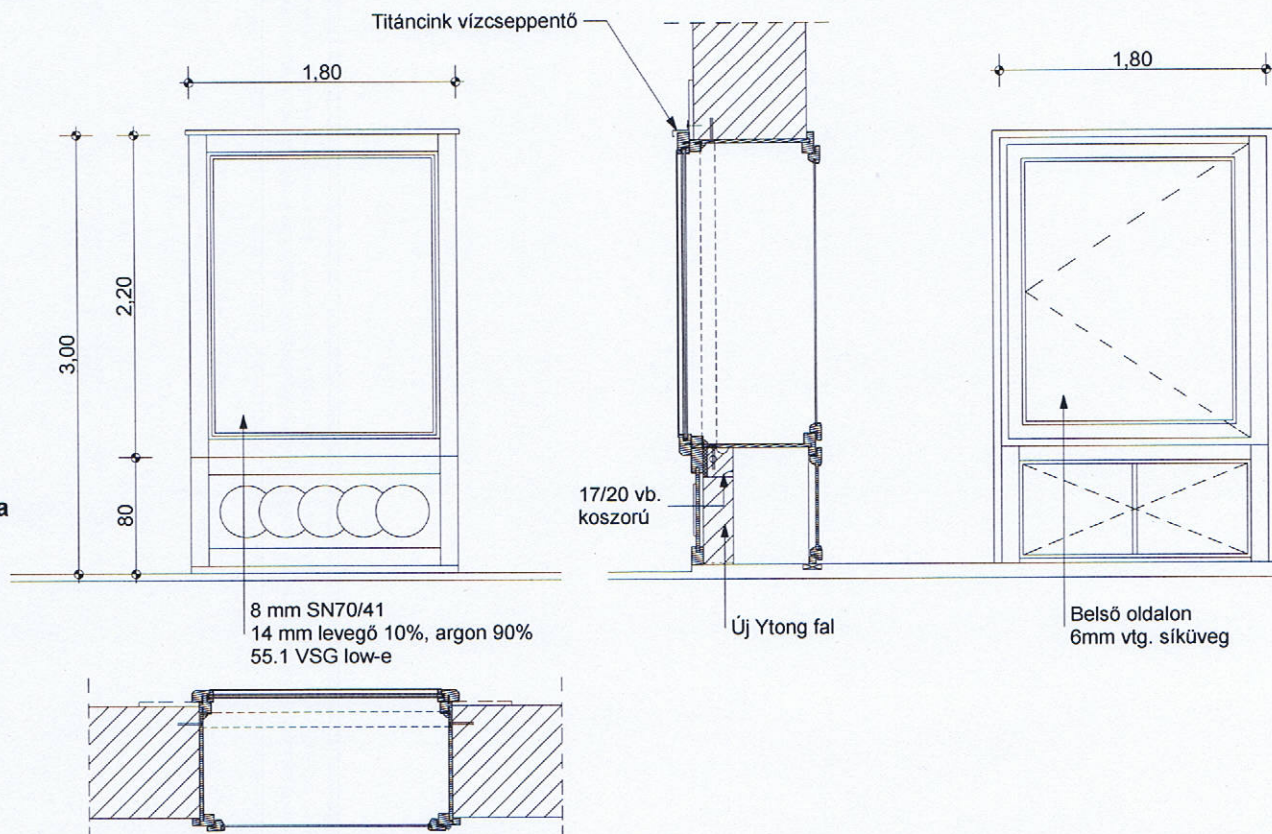 Titáncink vízcseppentő
1,80
1,80
3,00
2,20
80
a
17/20 vb.
koszorú
8 mm SN70/41
14 mm levegő 10%, argon 90%
55.1 VSG low-e
Új Ytong fal
Belső oldalon
6mm vtg. síküveg